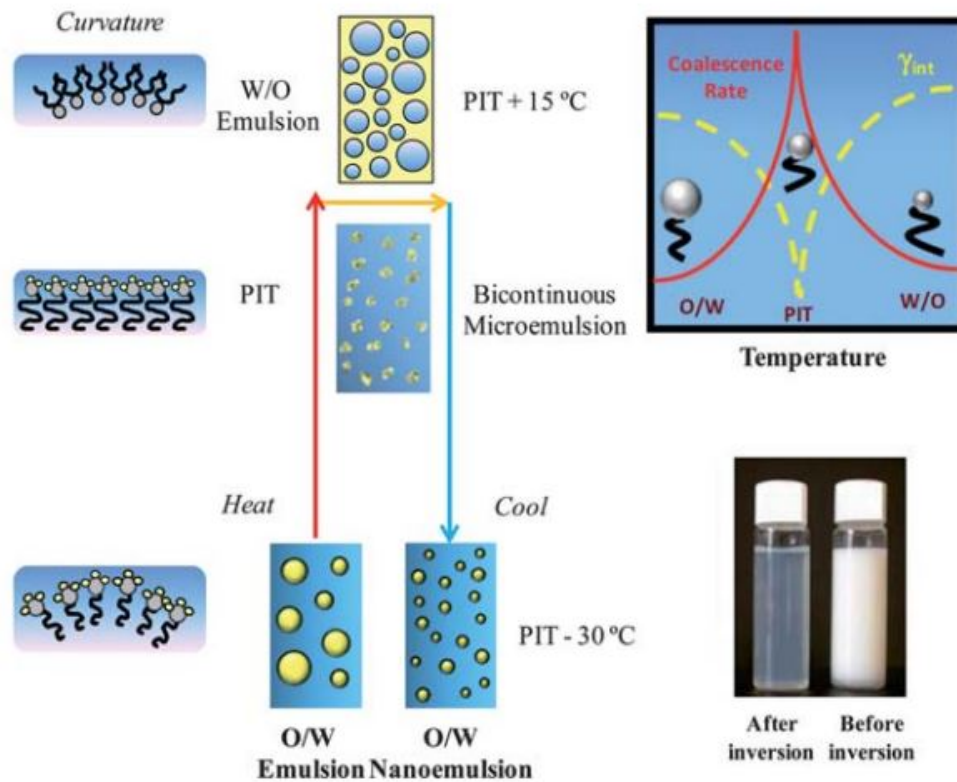 Curvature
W/O
Emulsion
PIT + 15 ºC
PIT
Bicontinuous
Microemulsion
Heat
Cool
PIT - 30 ºC
O/W
Emulsion
O/W
Nanoemulsion
Coalescence
Rate
γint
O/W
PIT
W/O
Temperature
After
inversion
Before
inversion